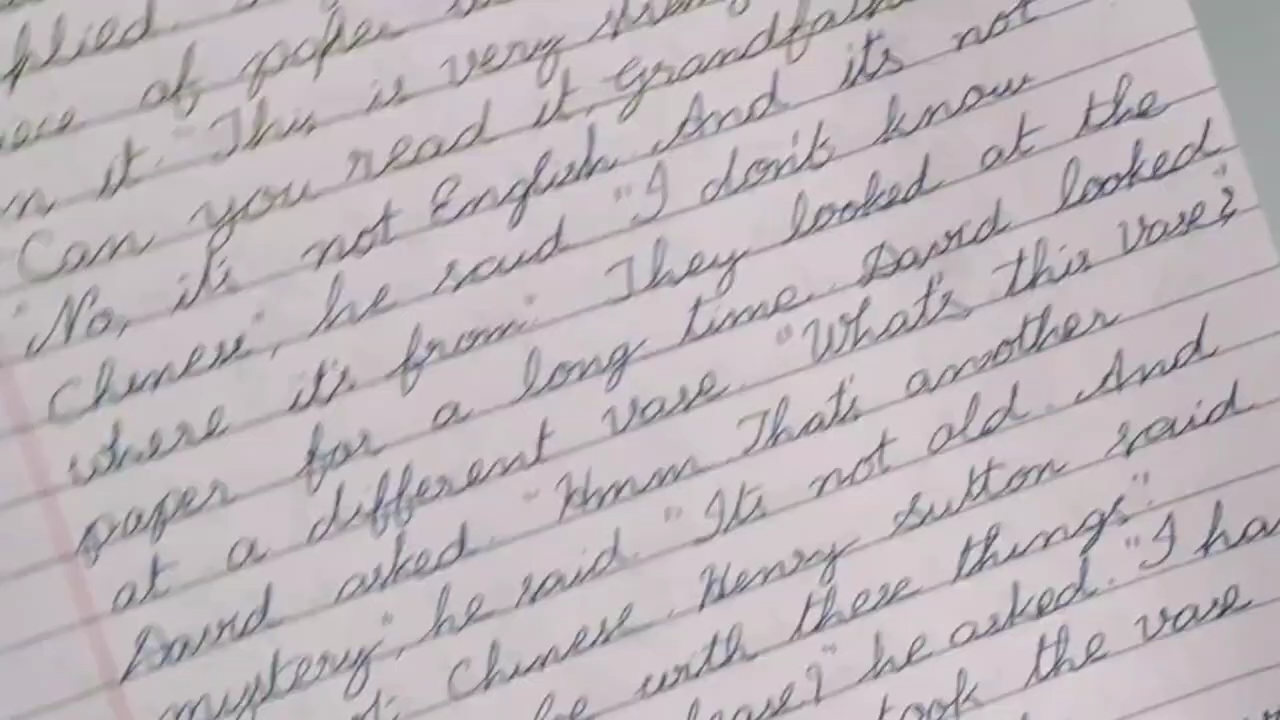 of paper
it. "This is very
Can you read it, Grandfather
"No, it's not English. And it's not
Chinese", he said "I don't know
where it's from". They looked at the
paper for a long time. David looked
at a different vase. "What's this vase?"
David asked. "Hmm That's another
mystery", he said. "It's not old. And
Chinese. Henry Sutton said
be with these things".
he asked. "I ha
took the vase